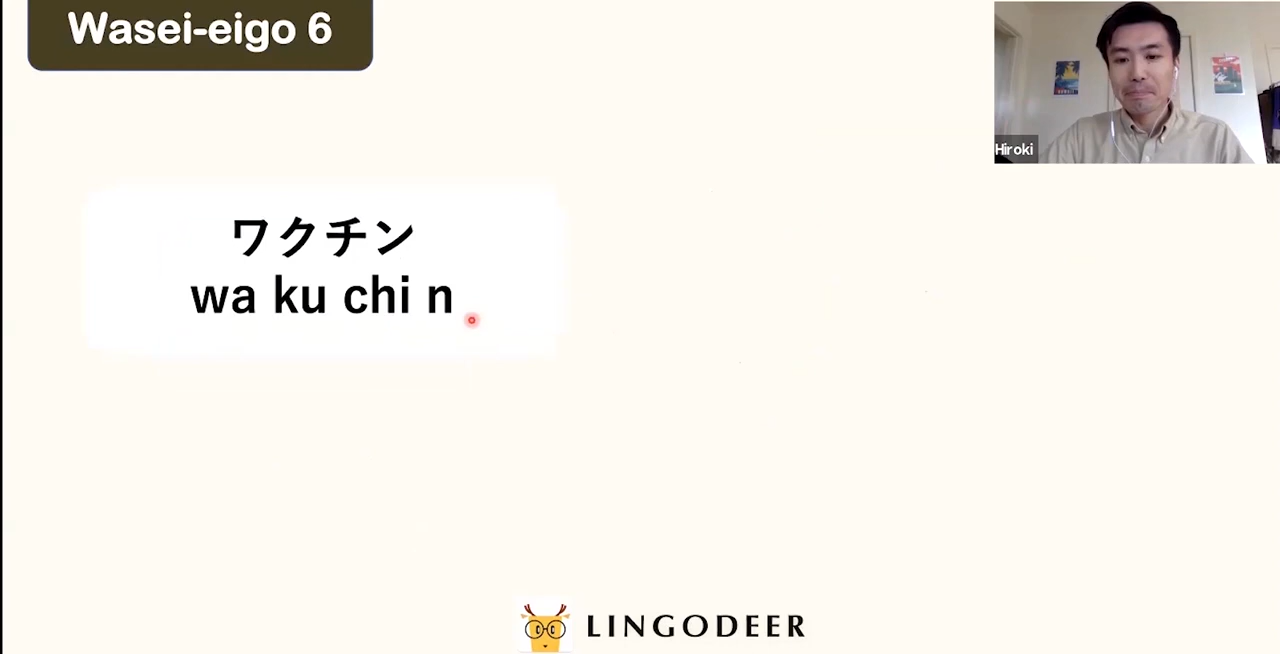 Wasei-eigo 6
Hiroki
ワクチン
wa ku chi n
LINGODEER